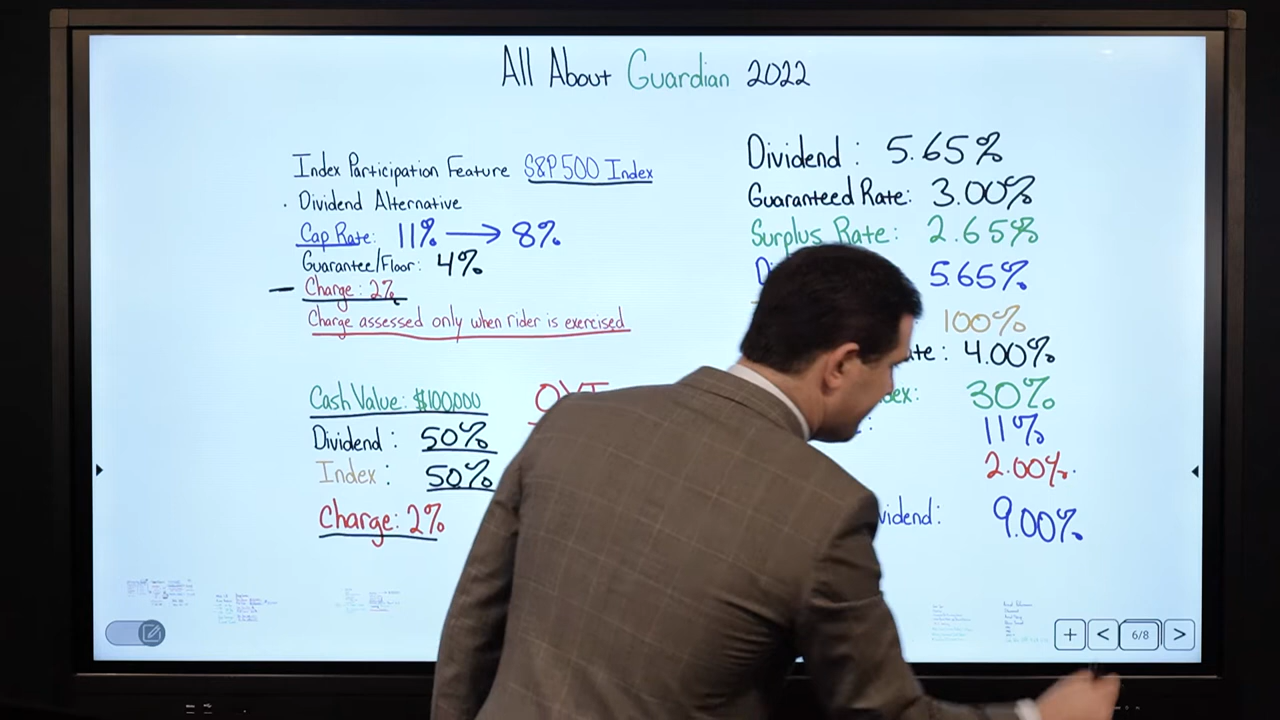 All About Guardian 2022
Index Participation Feature S&P 500 Index
· Dividend Alternative
Cap Rate: 11% → 8%
Guarantee/Floor: 4%
– Charge: 2%
Charge assessed only when rider is exercised
Cash Value: $100,000
Dividend: 50%
Index: 50%
Charge: 2%
Dividend: 5.65%
Guaranteed Rate: 3.00%
Surplus Rate: 2.65%
5.65%
100%
4.00%
30%
11%
2.00%
9.00%
+ < 6/8 >